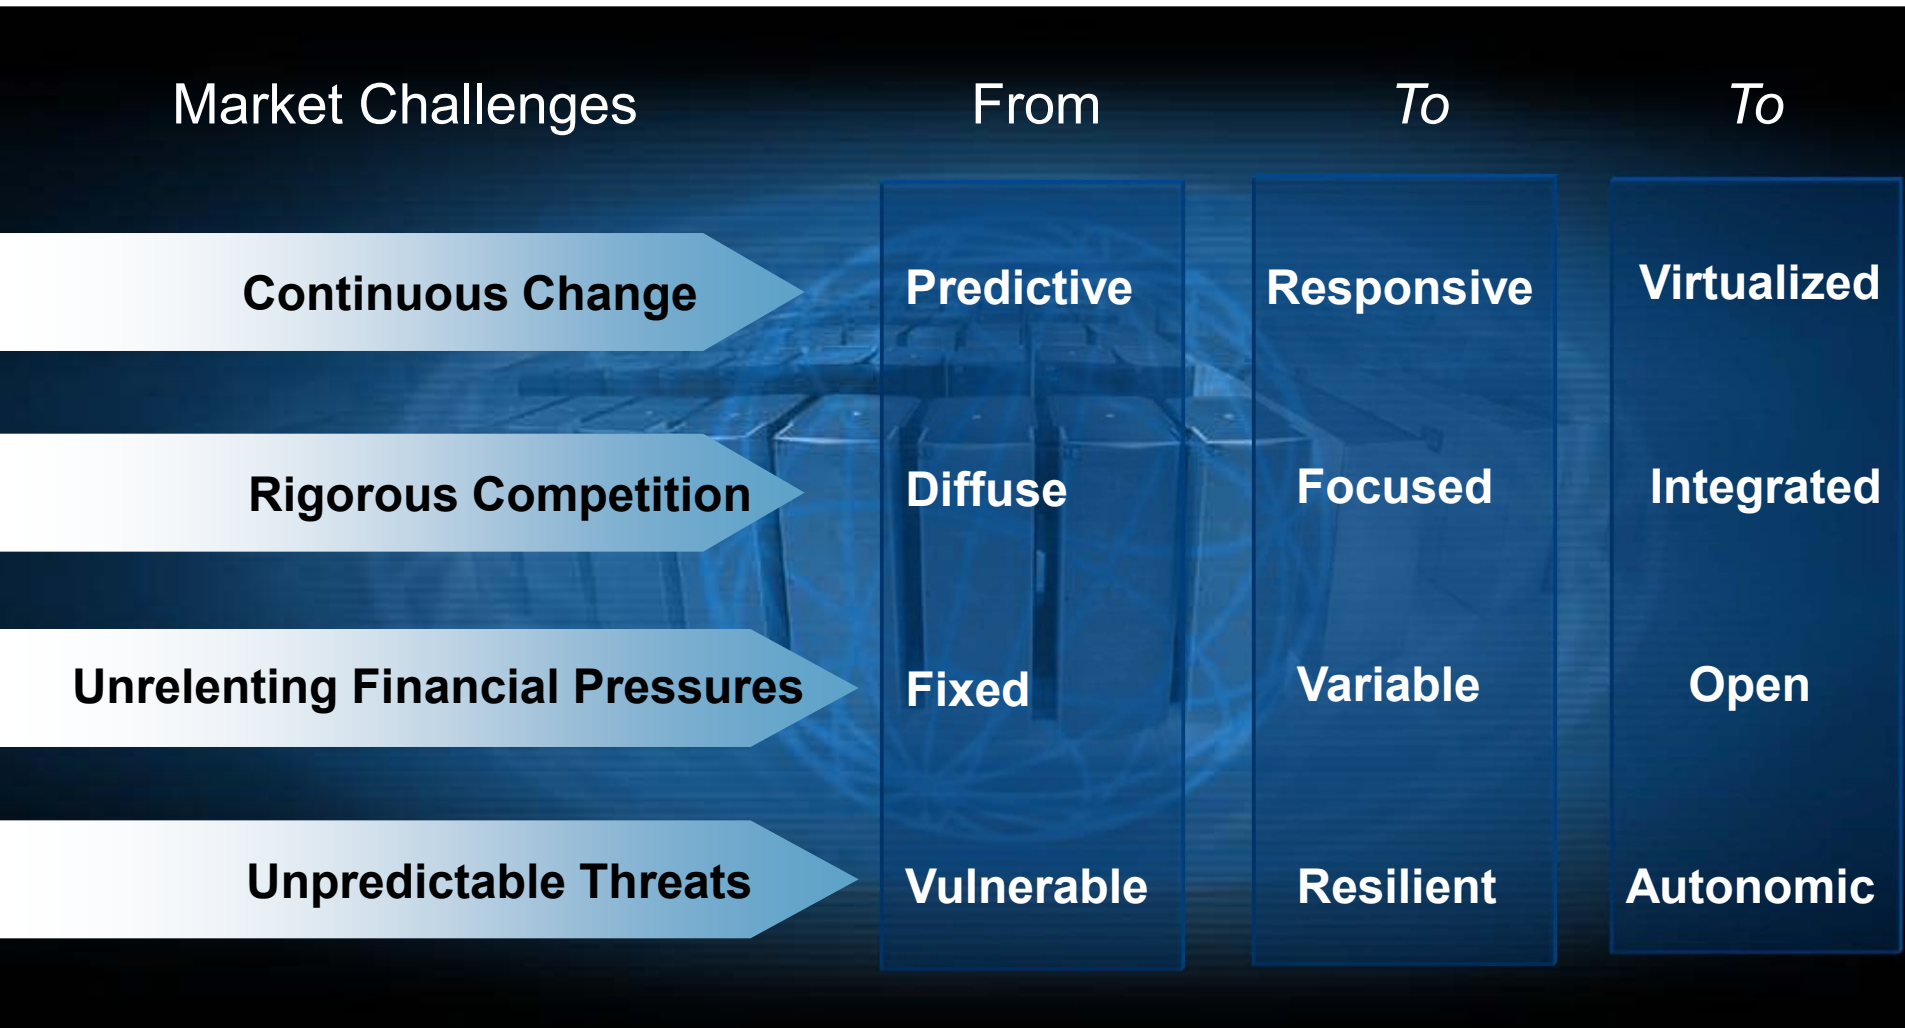 Market Challenges From To To
Continuous Change Predictive Responsive Virtualized
Rigorous Competition Diffuse Focused Integrated
Unrelenting Financial Pressures Fixed Variable Open
Unpredictable Threats Vulnerable Resilient Autonomic